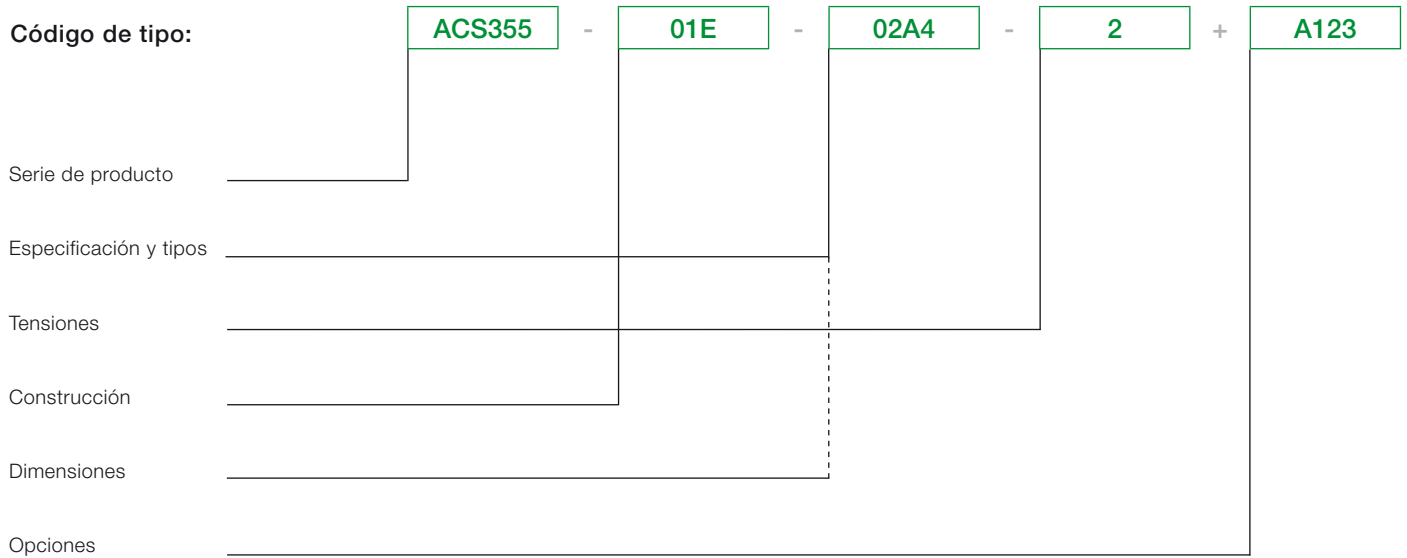 Código de tipo: ACS355 - 01E - 02A4 - 2 + A123
Serie de producto
Especificación y tipos
Tensiones
Construcción
Dimensiones
Opciones